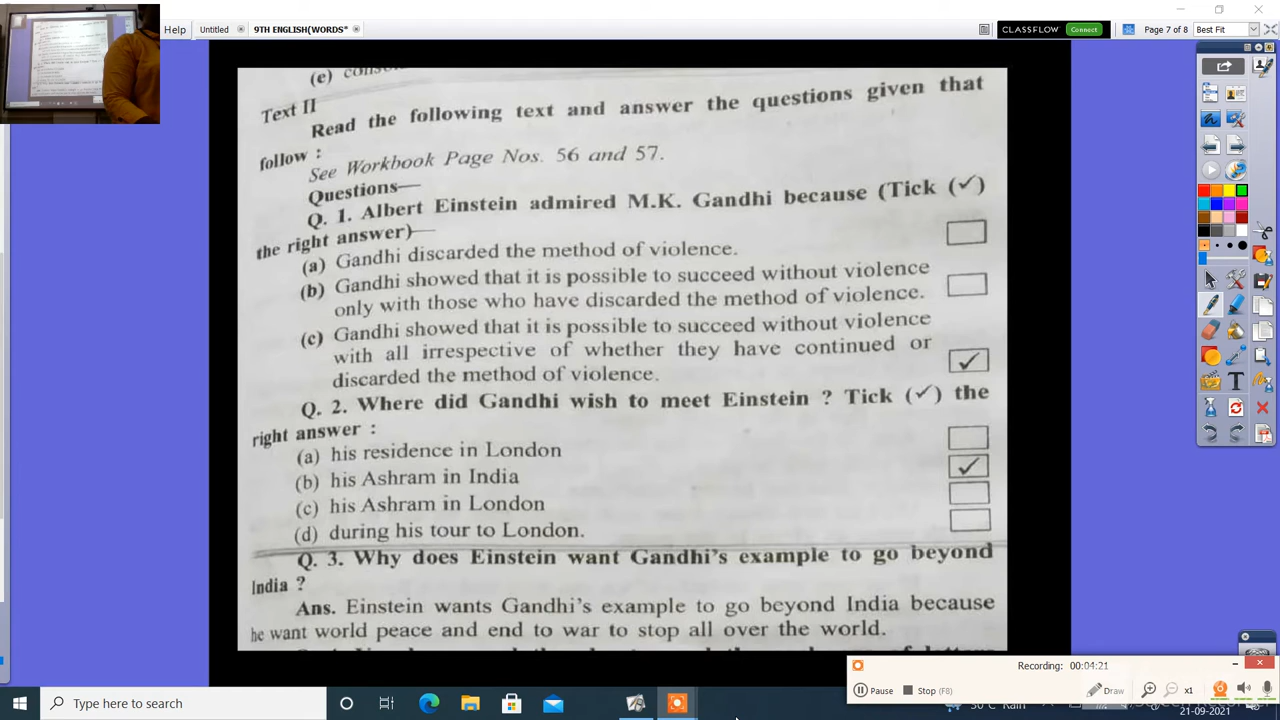 Help
Untitled
9TH ENGLISH(WORDS*
CLASSFLOW
Connect
Page 7 of 8
Best Fit
(e)
Text II
Read the following text and answer the questions given that
follow :
See Workbook Page Nos. 56 and 57.
Questions—
Q. 1. Albert Einstein admired M.K. Gandhi because (Tick (✓)
the right answer)—
(a) Gandhi discarded the method of violence.
(b) Gandhi showed that it is possible to succeed without violence
only with those who have discarded the method of violence.
(c) Gandhi showed that it is possible to succeed without violence
with all irrespective of whether they have continued or
discarded the method of violence. ✓
Q. 2. Where did Gandhi wish to meet Einstein ? Tick (✓) the
right answer :
(a) his residence in London
(b) his Ashram in India ✓
(c) his Ashram in London
(d) during his tour to London.
Q. 3. Why does Einstein want Gandhi's example to go beyond
India ?
Ans. Einstein wants Gandhi's example to go beyond India because
he want world peace and end to war to stop all over the world.
Recording: 00:04:21
Pause
Stop (F8)
Draw
x1
Type here to search
30°C Rain
21-09-2021